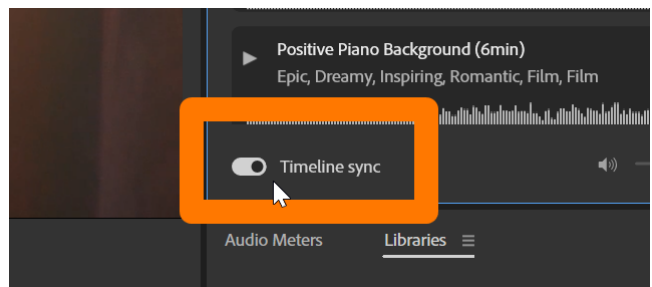 Positive Piano Background (6min)
Epic, Dreamy, Inspiring, Romantic, Film, Film
Timeline sync
Audio Meters
Libraries